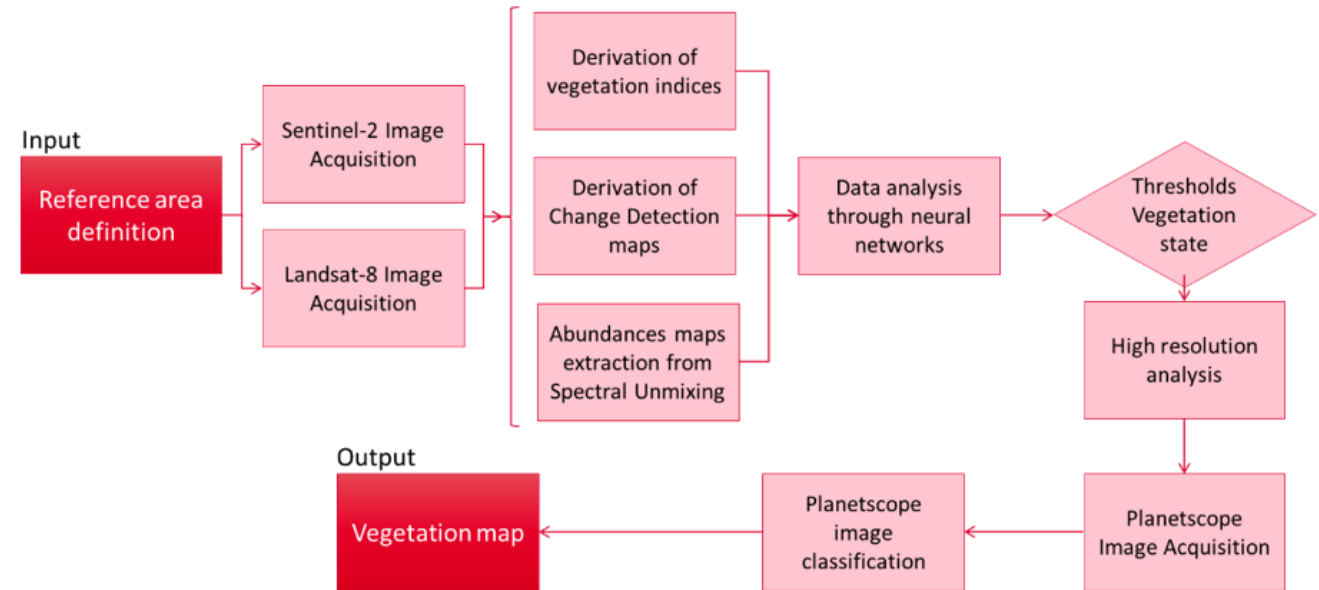 Input
Reference area
definition
Sentinel-2 Image
Acquisition
Landsat-8 Image
Acquisition
Derivation of
vegetation indices
Derivation of
Change Detection
maps
Abundances maps
extraction from
Spectral Unmixing
Data analysis
through neural
networks
Thresholds
Vegetation
state
High resolution
analysis
Planetscope
Image Acquisition
Planetscope
image
classification
Output
Vegetation map